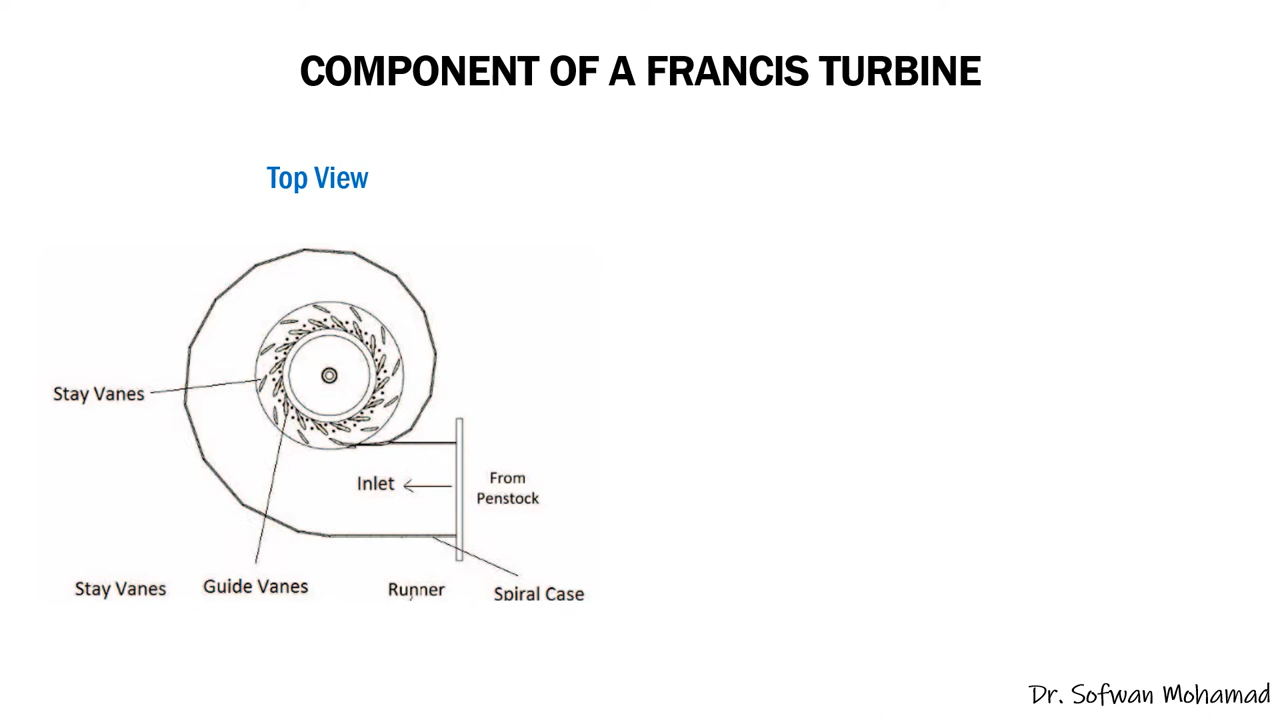 COMPONENT OF A FRANCIS TURBINE
Top View
Stay Vanes
Inlet
From
Penstock
Stay Vanes
Guide Vanes
Runner
Spiral Case
Dr. Sofwan Mohamad